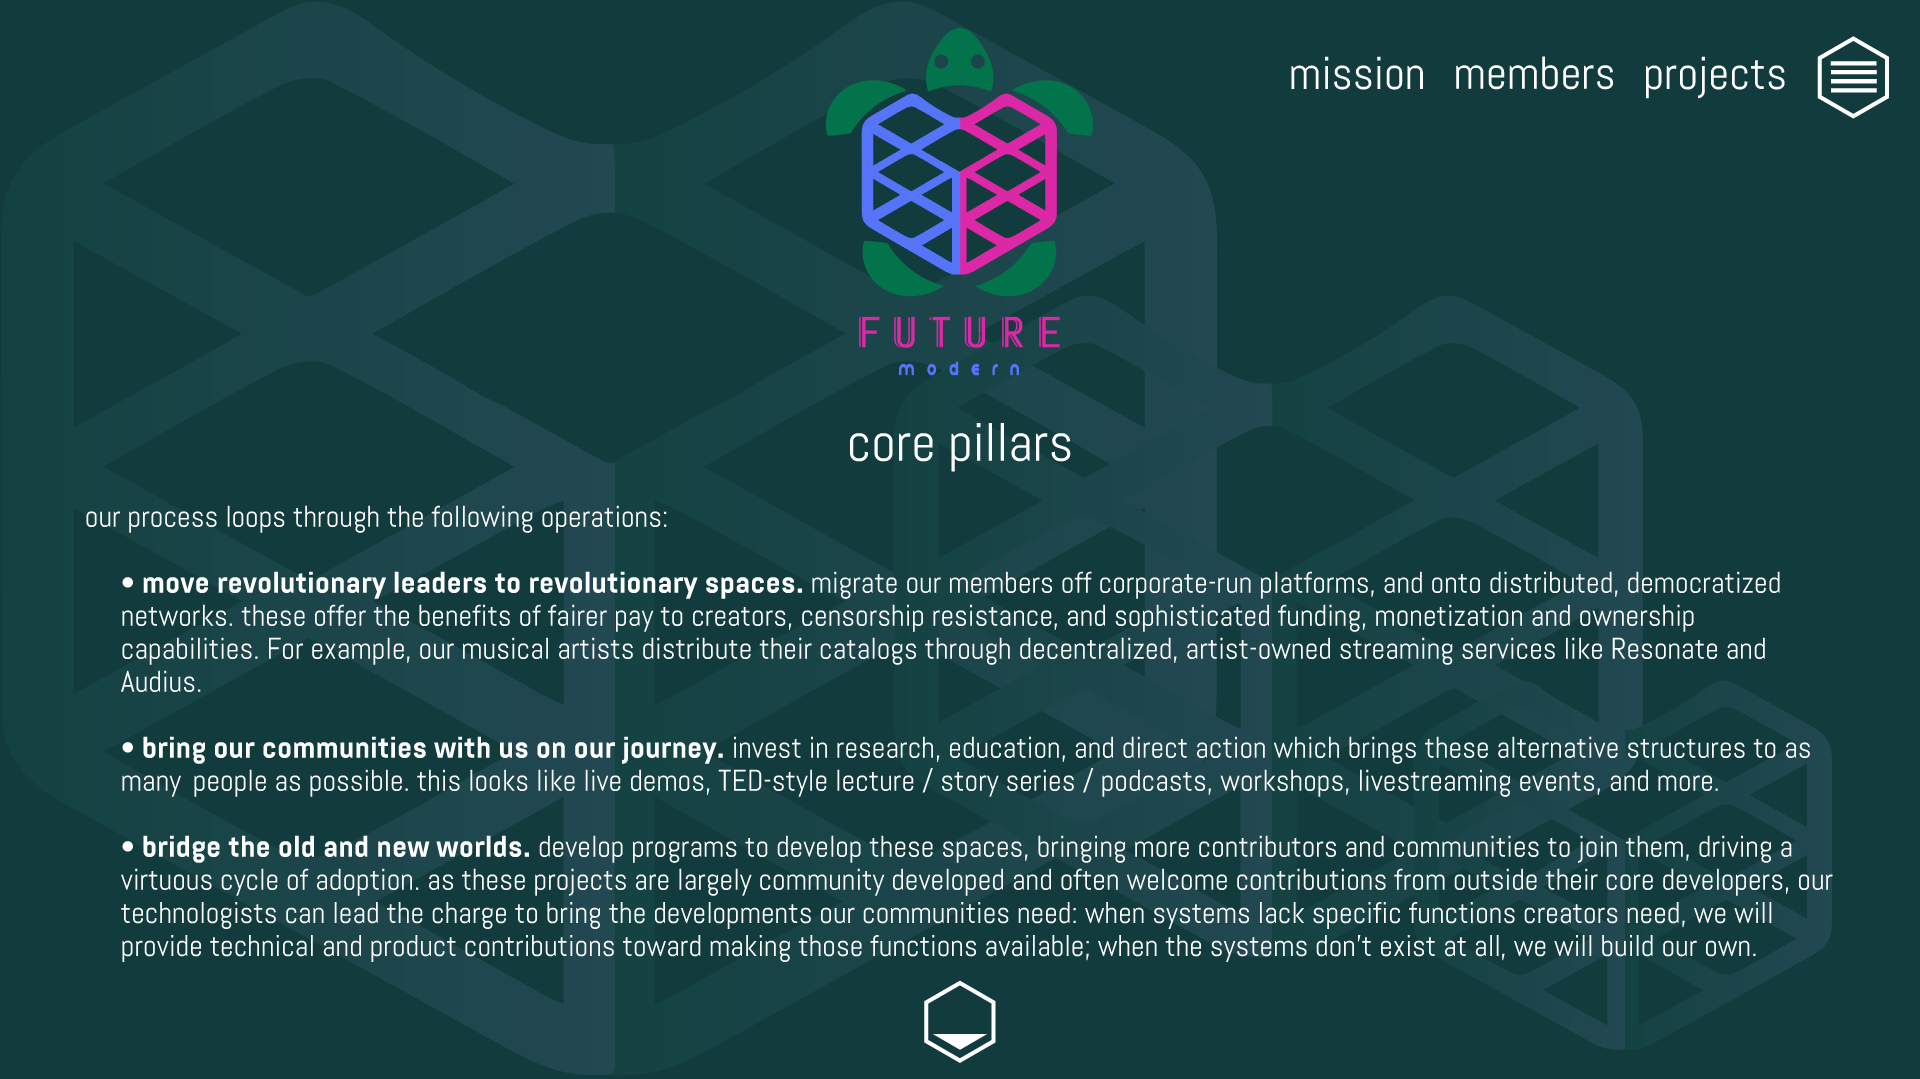 mission members projects
FUTURE
modern
core pillars
our process loops through the following operations:
• move revolutionary leaders to revolutionary spaces. migrate our members off corporate-run platforms, and onto distributed, democratized
networks. these offer the benefits of fairer pay to creators, censorship resistance, and sophisticated funding, monetization and ownership
capabilities. For example, our musical artists distribute their catalogs through decentralized, artist-owned streaming services like Resonate and
Audius.
• bring our communities with us on our journey. invest in research, education, and direct action which brings these alternative structures to as
many people as possible. this looks like live demos, TED-style lecture / story series / podcasts, workshops, livestreaming events, and more.
• bridge the old and new worlds. develop programs to develop these spaces, bringing more contributors and communities to join them, driving a
virtuous cycle of adoption. as these projects are largely community developed and often welcome contributions from outside their core developers, our
technologists can lead the charge to bring the developments our communities need: when systems lack specific functions creators need, we will
provide technical and product contributions toward making those functions available; when the systems don't exist at all, we will build our own.